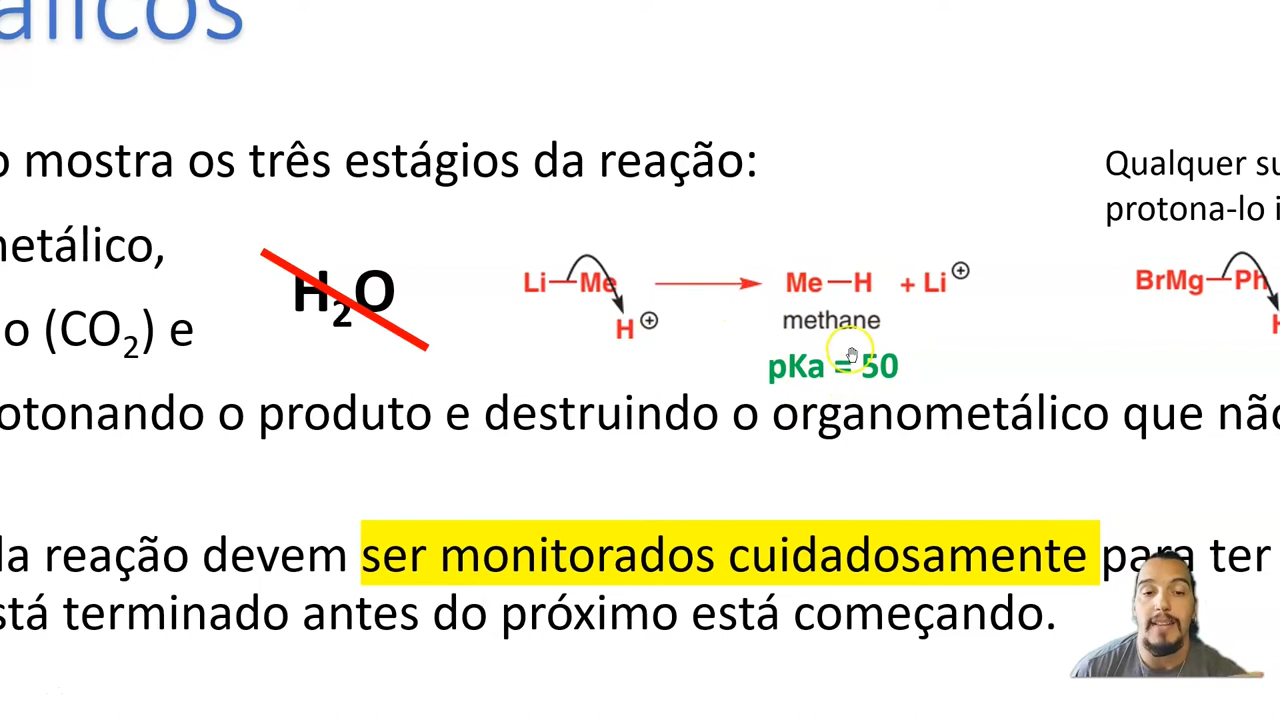 álicos
o mostra os três estágios da reação:
Qualquer su
protona-lo i
netálico,
H₂O
Li—Me
H⊕
Me—H + Li⊕
methane
pKa = 50
BrMg—Ph
H
o (CO₂) e
otonando o produto e destruindo o organometálico que não
la reação devem ser monitorados cuidadosamente para ter
stá terminado antes do próximo está começando.